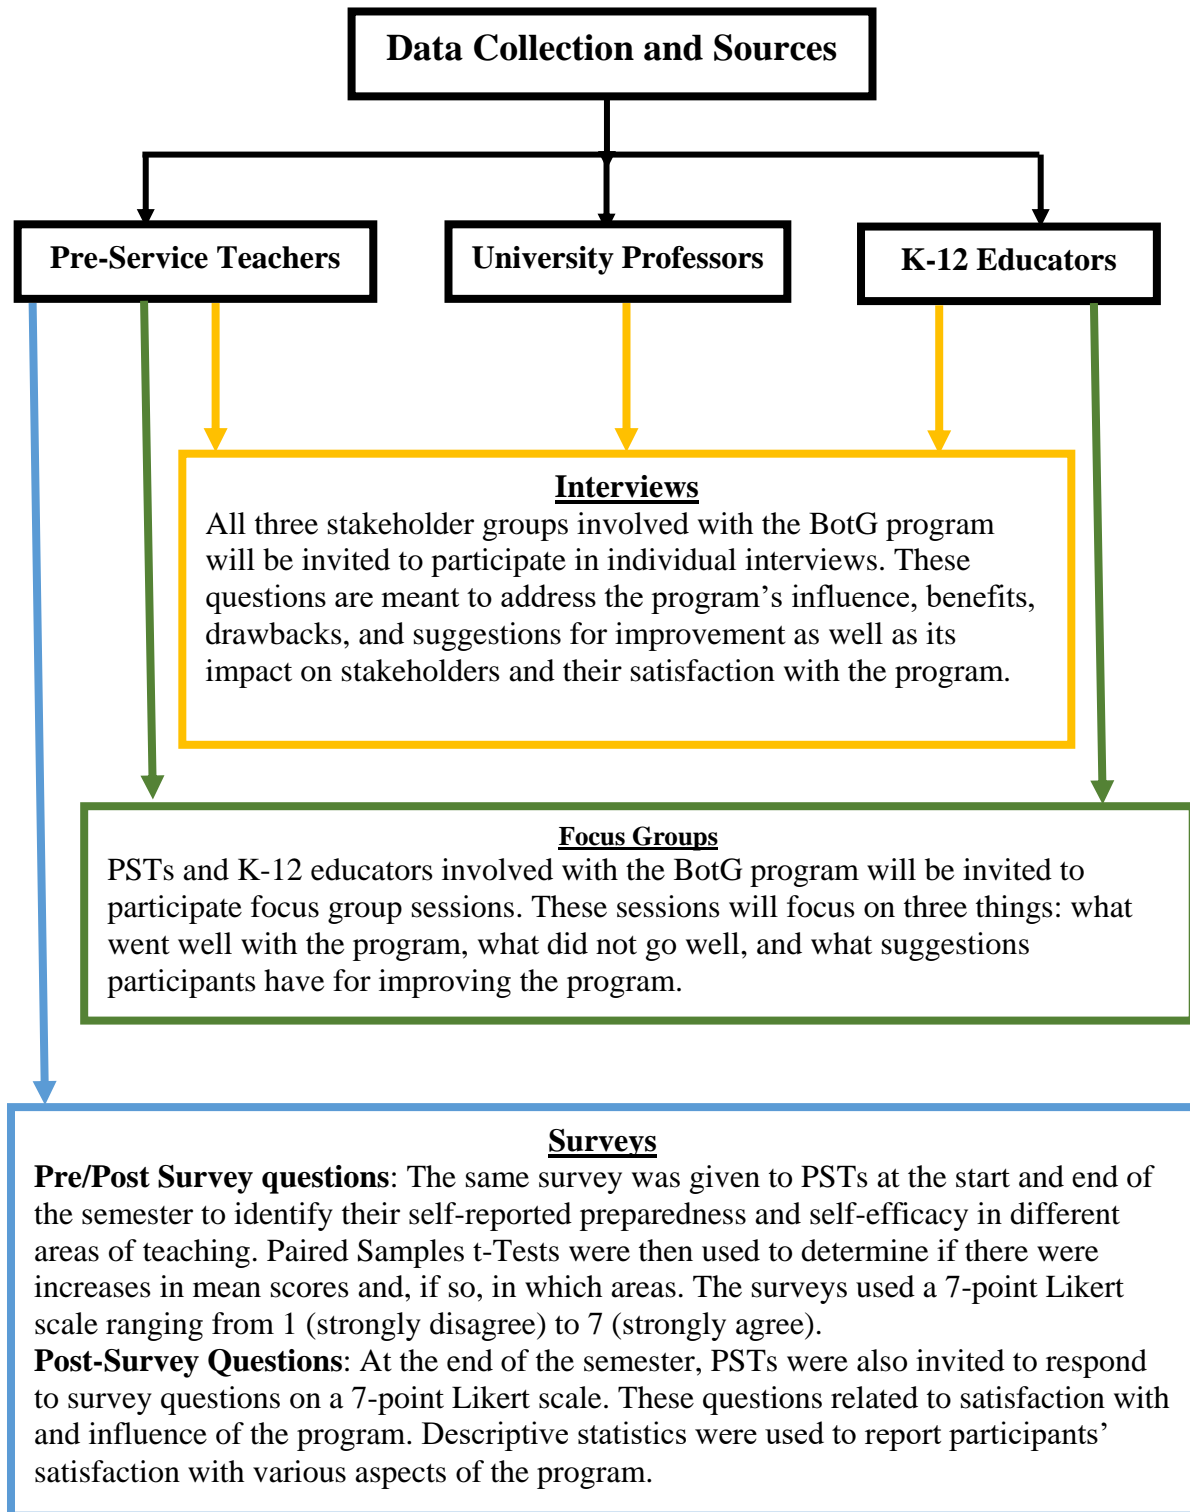 Data Collection and Sources
Pre-Service Teachers
University Professors
K-12 Educators
Interviews
All three stakeholder groups involved with the BotG program
will be invited to participate in individual interviews. These
questions are meant to address the program’s influence, benefits,
drawbacks, and suggestions for improvement as well as its
impact on stakeholders and their satisfaction with the program.
Focus Groups
PSTs and K-12 educators involved with the BotG program will be invited to
participate focus group sessions. These sessions will focus on three things: what
went well with the program, what did not go well, and what suggestions
participants have for improving the program.
Surveys
Pre/Post Survey questions: The same survey was given to PSTs at the start and end of
the semester to identify their self-reported preparedness and self-efficacy in different
areas of teaching. Paired Samples t-Tests were then used to determine if there were
increases in mean scores and, if so, in which areas. The surveys used a 7-point Likert
scale ranging from 1 (strongly disagree) to 7 (strongly agree).
Post-Survey Questions: At the end of the semester, PSTs were also invited to respond
to survey questions on a 7-point Likert scale. These questions related to satisfaction with
and influence of the program. Descriptive statistics were used to report participants’
satisfaction with various aspects of the program.